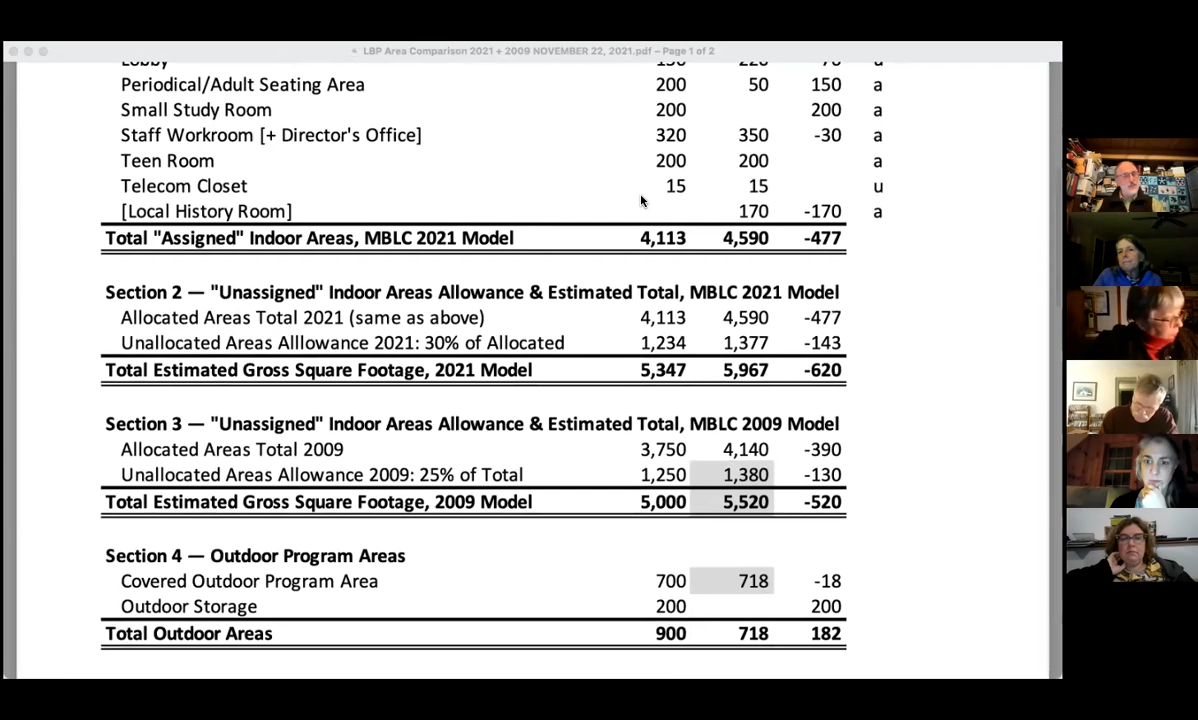 LBP Area Comparison 2021 + 2009 NOVEMBER 22, 2021.pdf – Page 1 of 2
Lobby
Periodical/Adult Seating Area 200 50 150 a
Small Study Room 200 200 a
Staff Workroom [+ Director's Office] 320 350 -30 a
Teen Room 200 200 a
Telecom Closet 15 15 u
[Local History Room] 170 -170 a
Total "Assigned" Indoor Areas, MBLC 2021 Model 4,113 4,590 -477
Section 2 — "Unassigned" Indoor Areas Allowance & Estimated Total, MBLC 2021 Model
Allocated Areas Total 2021 (same as above) 4,113 4,590 -477
Unallocated Areas Alllowance 2021: 30% of Allocated 1,234 1,377 -143
Total Estimated Gross Square Footage, 2021 Model 5,347 5,967 -620
Section 3 — "Unassigned" Indoor Areas Allowance & Estimated Total, MBLC 2009 Model
Allocated Areas Total 2009 3,750 4,140 -390
Unallocated Areas Allowance 2009: 25% of Total 1,250 1,380 -130
Total Estimated Gross Square Footage, 2009 Model 5,000 5,520 -520
Section 4 — Outdoor Program Areas
Covered Outdoor Program Area 700 718 -18
Outdoor Storage 200 200
Total Outdoor Areas 900 718 182